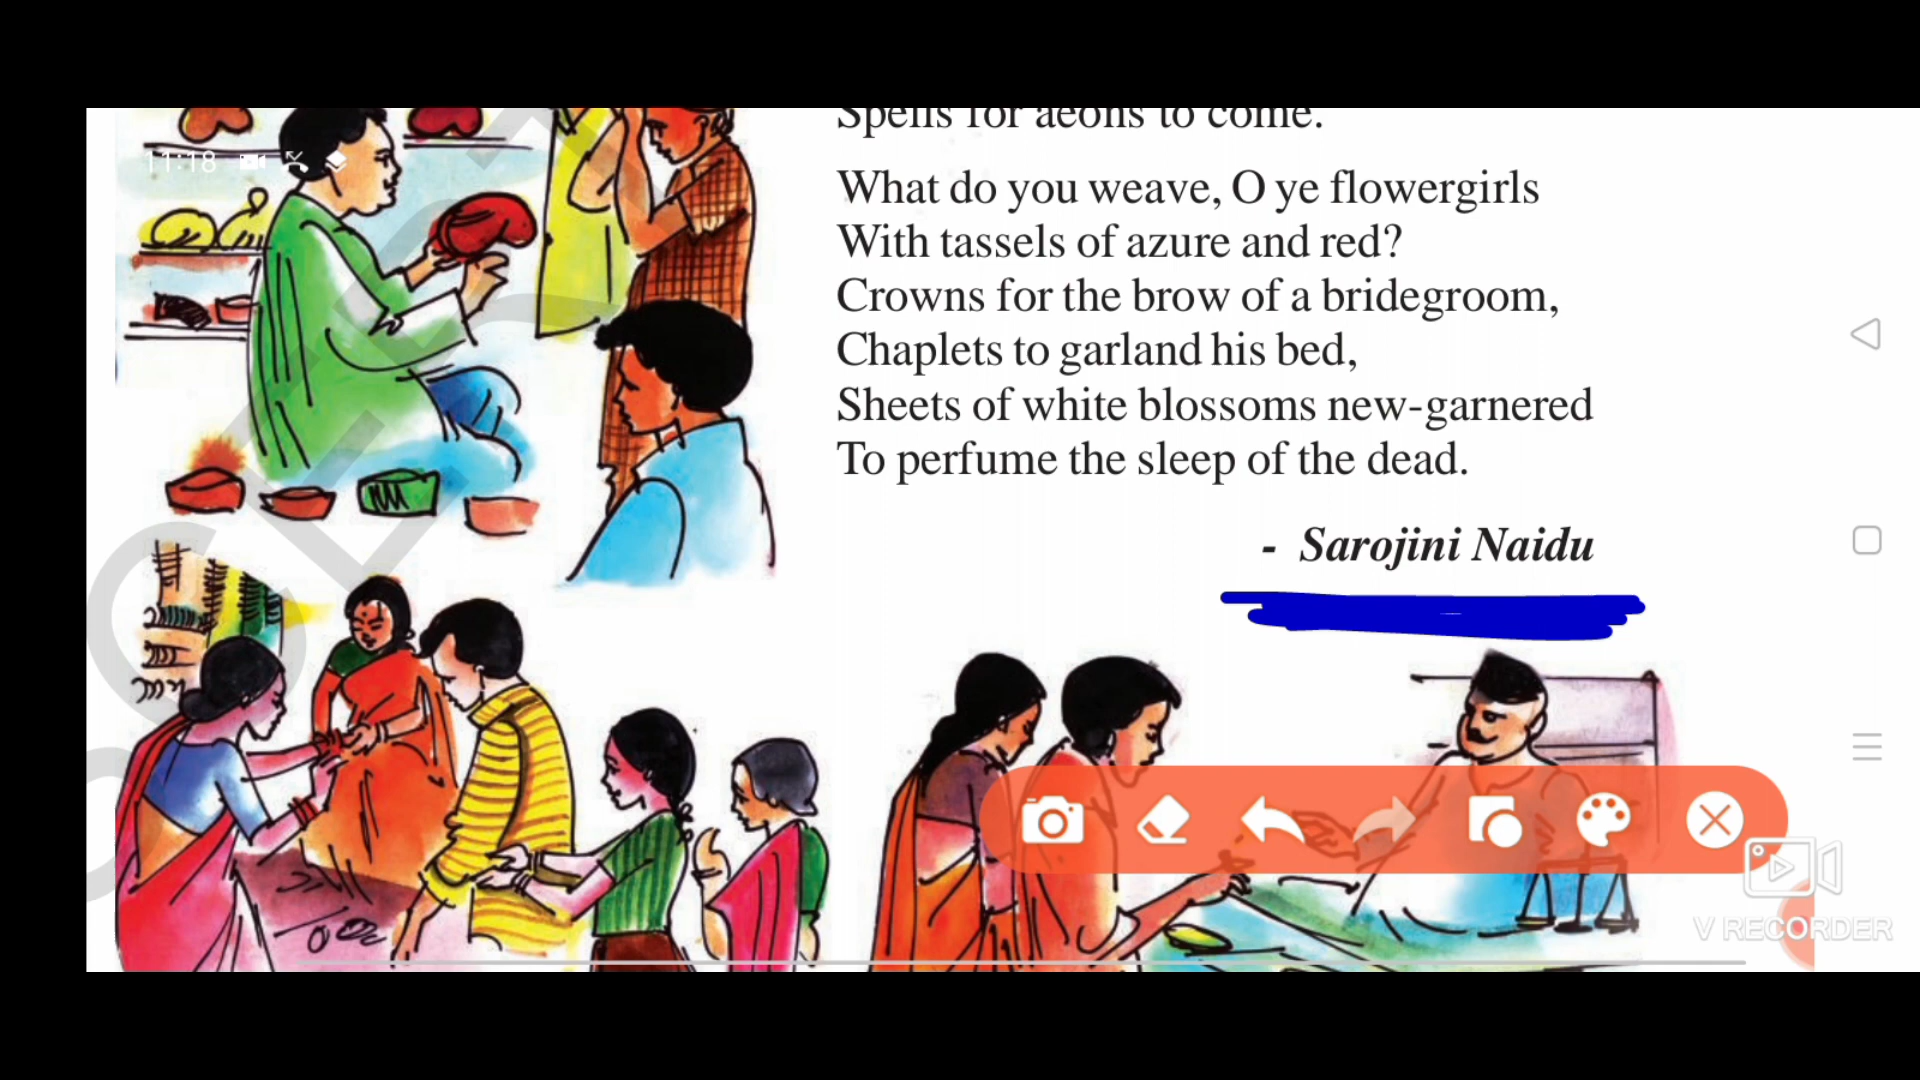 Spells for aeons to come.
11:18
What do you weave, O ye flowergirls
With tassels of azure and red?
Crowns for the brow of a bridegroom,
Chaplets to garland his bed,
Sheets of white blossoms new-garnered
To perfume the sleep of the dead.
- Sarojini Naidu
V RECORDER